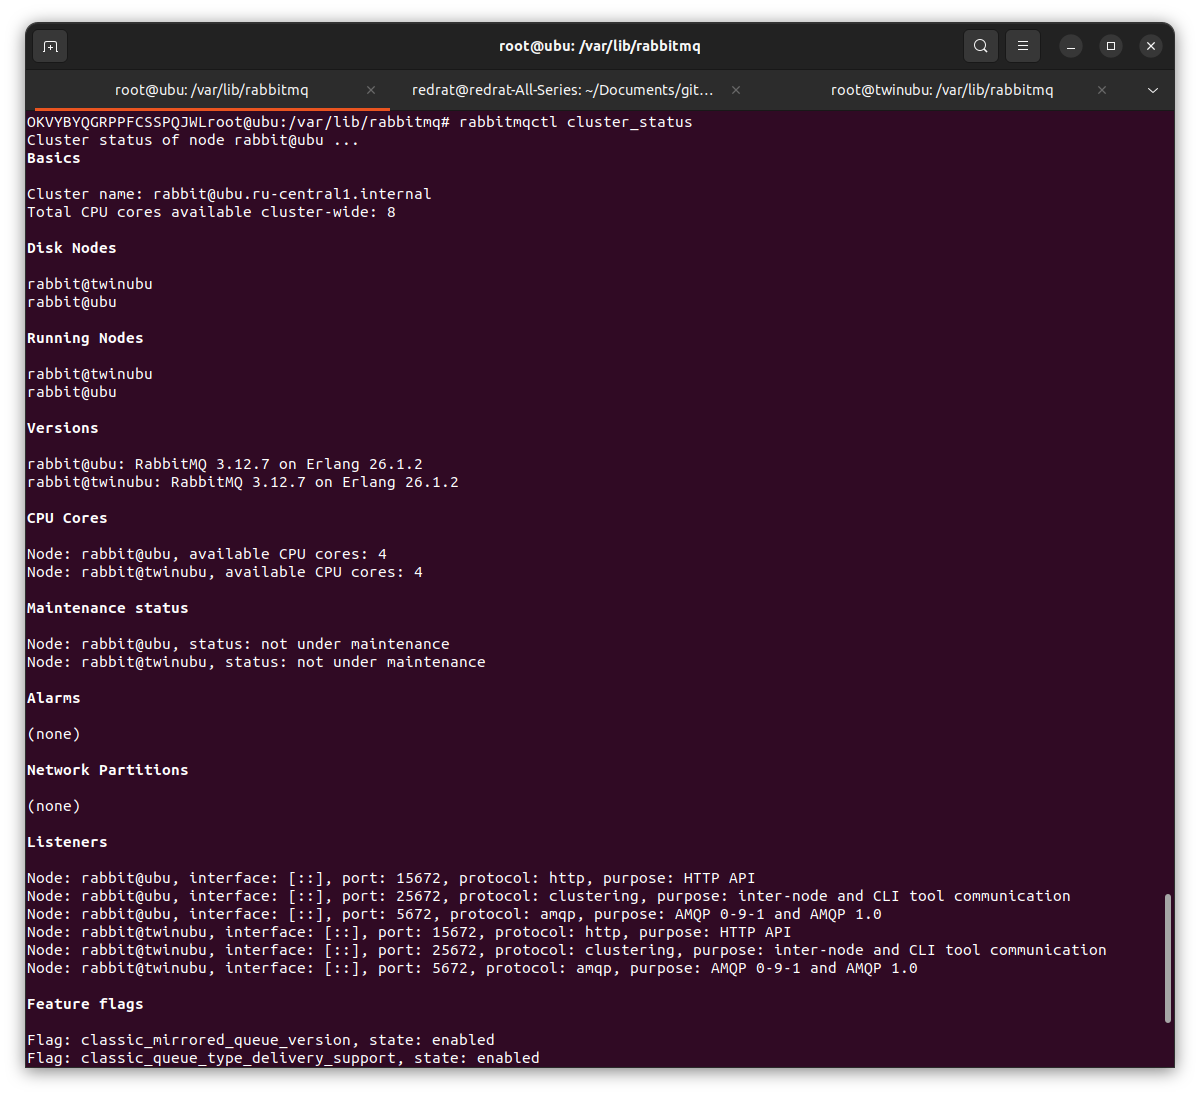 root@ubu: /var/lib/rabbitmq
root@ubu: /var/lib/rabbitmq
redrat@redrat-All-Series: ~/Documents/git…
root@twinubu: /var/lib/rabbitmq
OKVYBYQGRPPFCSSPQJWLroot@ubu:/var/lib/rabbitmq# rabbitmqctl cluster_status
Cluster status of node rabbit@ubu ...
Basics
Cluster name: rabbit@ubu.ru-central1.internal
Total CPU cores available cluster-wide: 8
Disk Nodes
rabbit@twinubu
rabbit@ubu
Running Nodes
rabbit@twinubu
rabbit@ubu
Versions
rabbit@ubu: RabbitMQ 3.12.7 on Erlang 26.1.2
rabbit@twinubu: RabbitMQ 3.12.7 on Erlang 26.1.2
CPU Cores
Node: rabbit@ubu, available CPU cores: 4
Node: rabbit@twinubu, available CPU cores: 4
Maintenance status
Node: rabbit@ubu, status: not under maintenance
Node: rabbit@twinubu, status: not under maintenance
Alarms
(none)
Network Partitions
(none)
Listeners
Node: rabbit@ubu, interface: [::], port: 15672, protocol: http, purpose: HTTP API
Node: rabbit@ubu, interface: [::], port: 25672, protocol: clustering, purpose: inter-node and CLI tool communication
Node: rabbit@ubu, interface: [::], port: 5672, protocol: amqp, purpose: AMQP 0-9-1 and AMQP 1.0
Node: rabbit@twinubu, interface: [::], port: 15672, protocol: http, purpose: HTTP API
Node: rabbit@twinubu, interface: [::], port: 25672, protocol: clustering, purpose: inter-node and CLI tool communication
Node: rabbit@twinubu, interface: [::], port: 5672, protocol: amqp, purpose: AMQP 0-9-1 and AMQP 1.0
Feature flags
Flag: classic_mirrored_queue_version, state: enabled
Flag: classic_queue_type_delivery_support, state: enabled